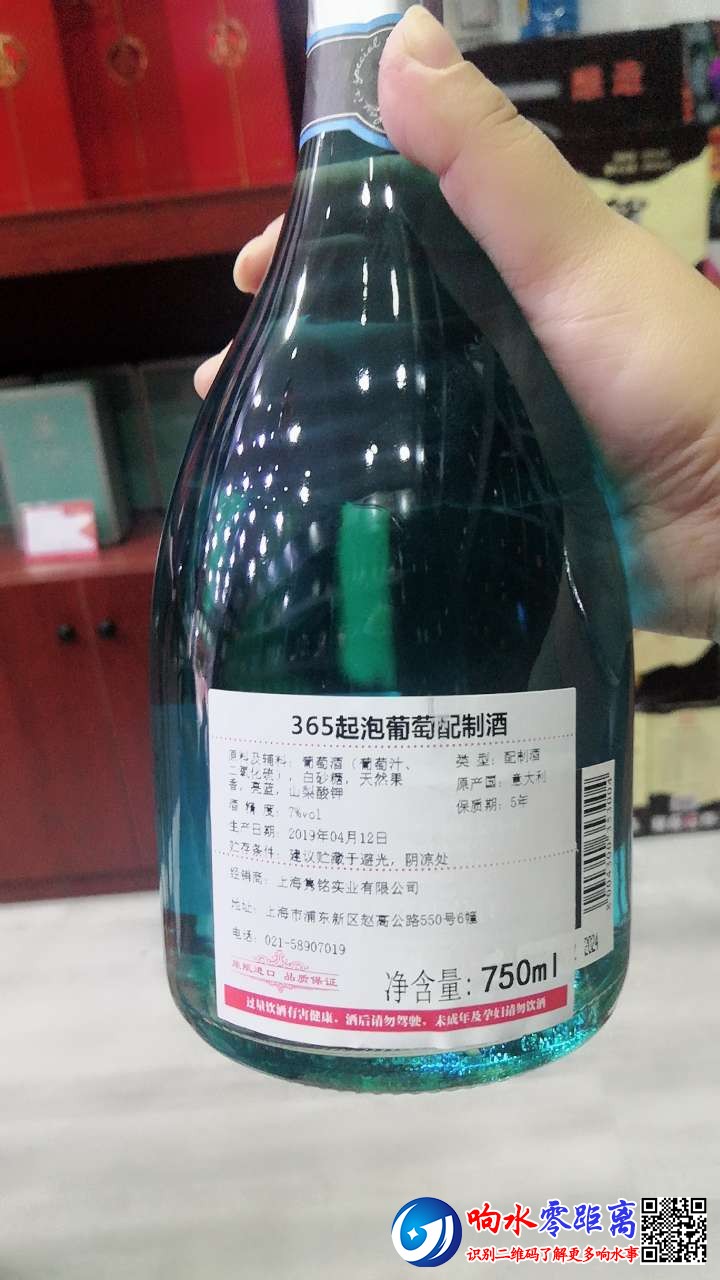 365起泡葡萄配制酒
原料及辅料：葡萄酒（葡萄汁、
二氧化硫），白砂糖，天然果
香，亮蓝，山梨酸钾
类 型：配制酒
原产国：意大利
保质期：5年
酒 精 度：7%vol
生产日期：2019年04月12日
贮存条件：建议贮藏于避光，阴凉处
经销商：上海隽铭实业有限公司
地址：上海市浦东新区赵高公路550号6幢
电话：021-58907019
原瓶进口 品质保证
净含量：750ml
过量饮酒有害健康，酒后请勿驾驶，未成年及孕妇请勿饮酒
2024
响水零距离
识别二维码了解更多响水事